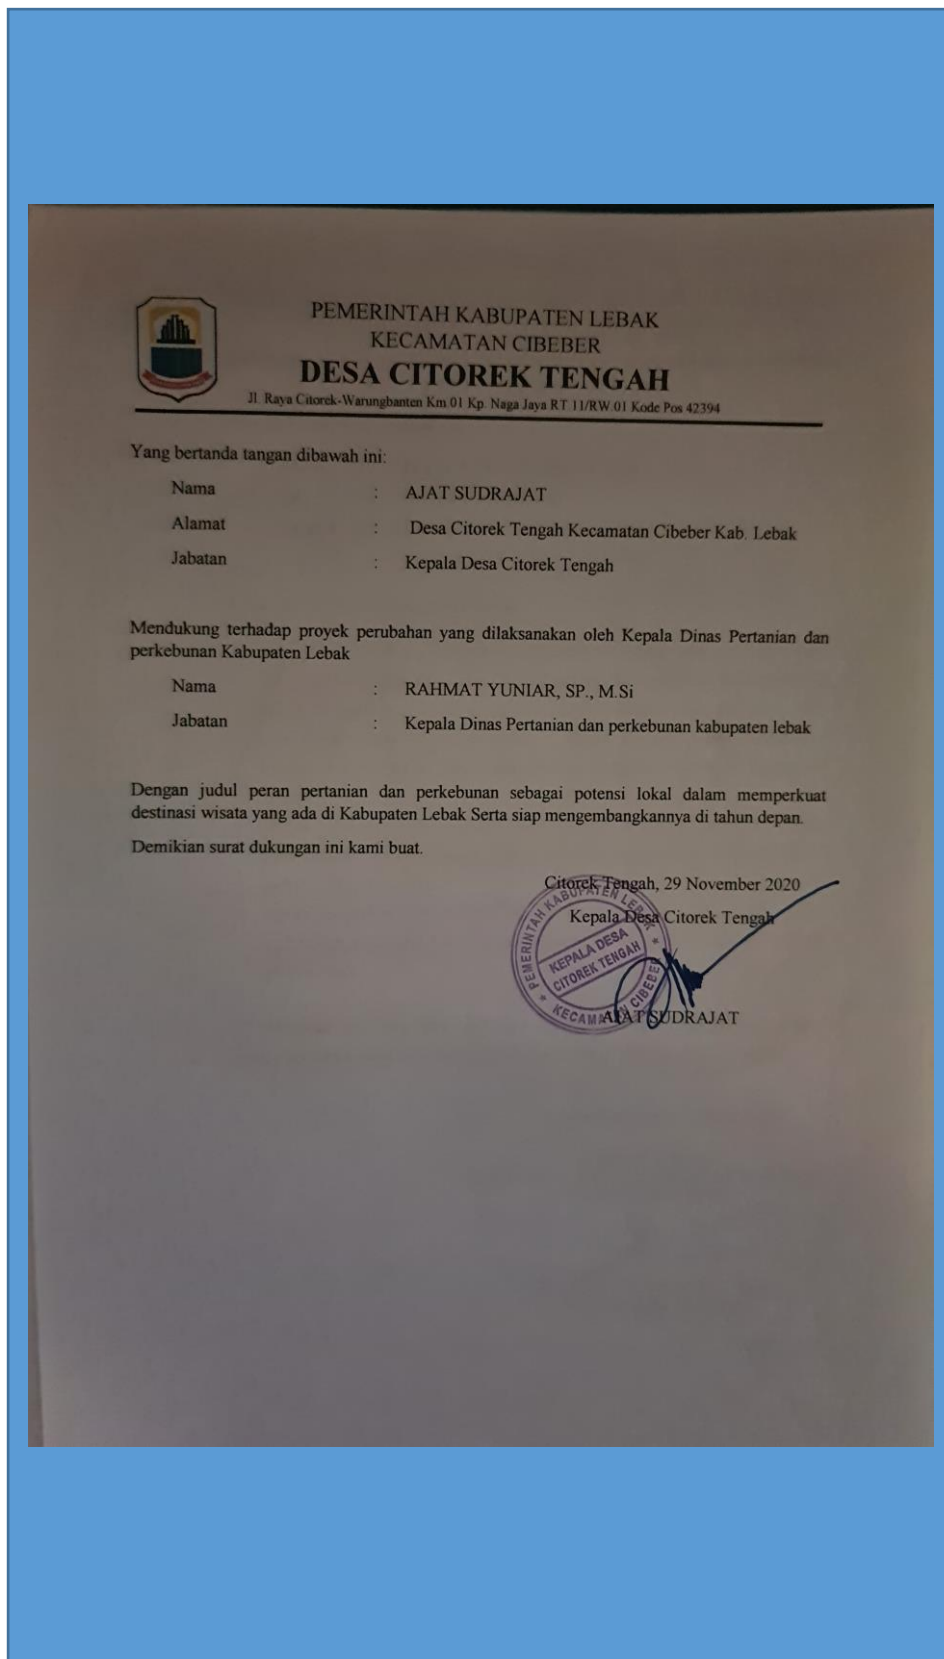 PEMERINTAH KABUPATEN LEBAK
KECAMATAN CIBEBER
DESA CITOREK TENGAH
Jl. Raya Citorek-Warungbanten Km 01 Kp. Naga Jaya RT 11/RW 01 Kode Pos 42394
Yang bertanda tangan dibawah ini:
Nama : AJAT SUDRAJAT
Alamat : Desa Citorek Tengah Kecamatan Cibeber Kab. Lebak
Jabatan : Kepala Desa Citorek Tengah
Mendukung terhadap proyek perubahan yang dilaksanakan oleh Kepala Dinas Pertanian dan
perkebunan Kabupaten Lebak
Nama : RAHMAT YUNIAR, SP., M.Si
Jabatan : Kepala Dinas Pertanian dan perkebunan kabupaten lebak
Dengan judul peran pertanian dan perkebunan sebagai potensi lokal dalam memperkuat
destinasi wisata yang ada di Kabupaten Lebak Serta siap mengembangkannya di tahun depan.
Demikian surat dukungan ini kami buat.
Citorek Tengah, 29 November 2020
Kepala Desa Citorek Tengah
PEMERINTAH KABUPATEN LEBAK
KEPALA DESA
CITOREK TENGAH
KECAMATAN CIBEBER
AJAT SUDRAJAT